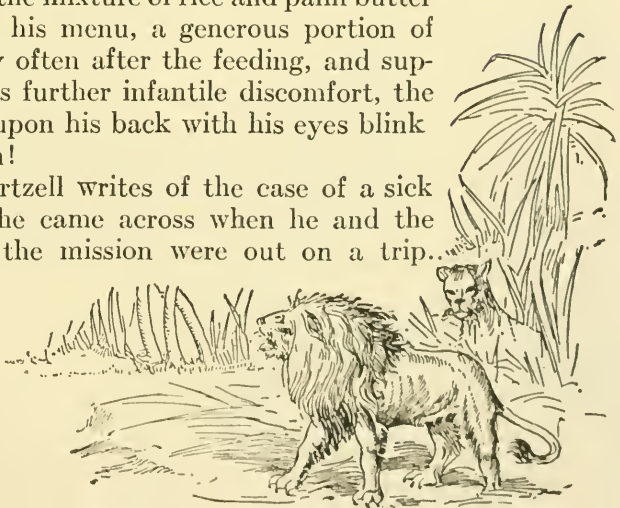 the mixture of rice and palm butter
his menu, a generous portion of
often after the feeding, and sup-
s further infantile discomfort, the
upon his back with his eyes blink
!
rtzell writes of the case of a sick
he came across when he and the
the mission were out on a trip..